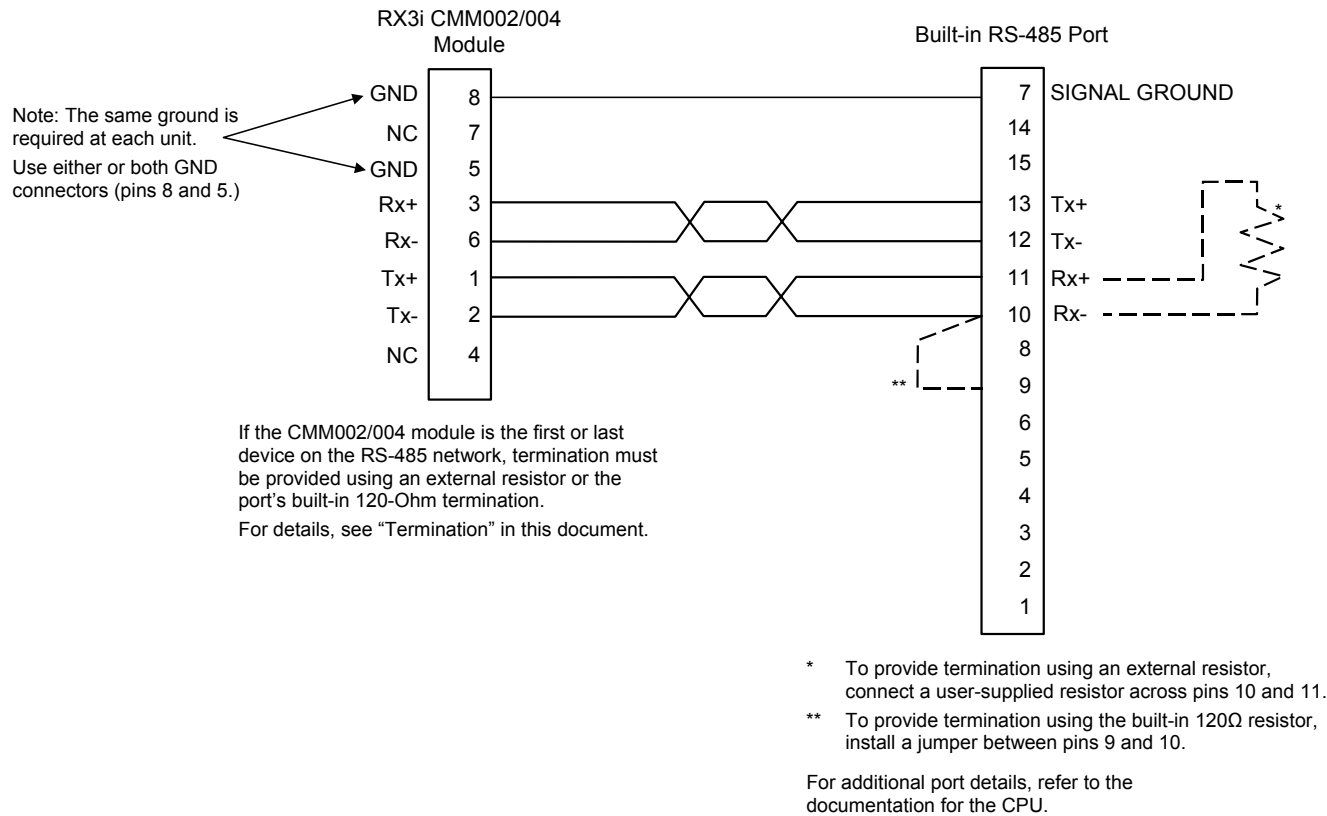 RX3i CMM002/004
Module
Built-in RS-485 Port
Note: The same ground is
required at each unit.
Use either or both GND
connectors (pins 8 and 5.)
GND 8
NC 7
GND 5
Rx+ 3
Rx- 6
Tx+ 1
Tx- 2
NC 4
7 SIGNAL GROUND
14
15
13 Tx+
12 Tx-
11 Rx+
10 Rx-
8
9
6
5
4
3
2
1
*
**
If the CMM002/004 module is the first or last
device on the RS-485 network, termination must
be provided using an external resistor or the
port’s built-in 120-Ohm termination.
For details, see “Termination” in this document.
* To provide termination using an external resistor,
connect a user-supplied resistor across pins 10 and 11.
** To provide termination using the built-in 120Ω resistor,
install a jumper between pins 9 and 10.
For additional port details, refer to the
documentation for the CPU.